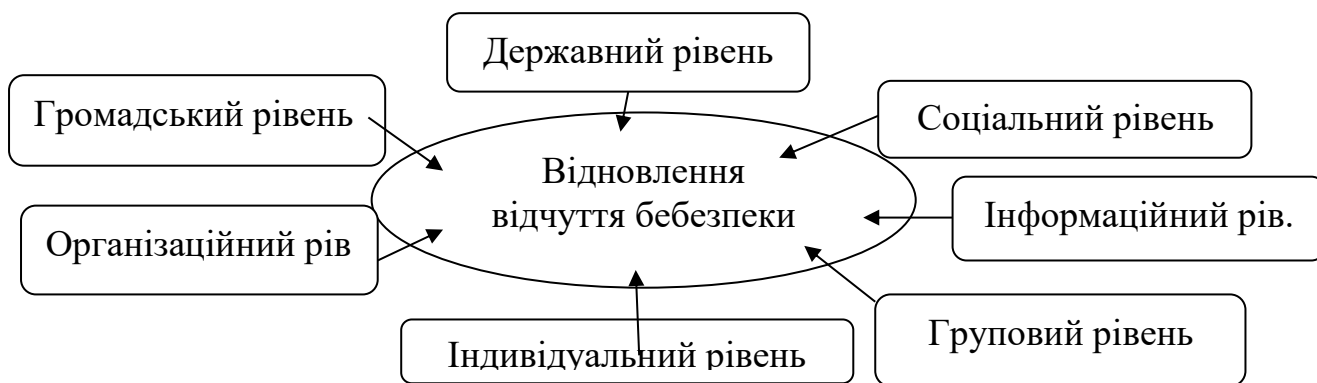 Державний рівень
Громадський рівень
Соціальний рівень
Відновлення
відчуття бебезпеки
Організаційний рів
Інформаційний рів.
Груповий рівень
Індивідуальний рівень